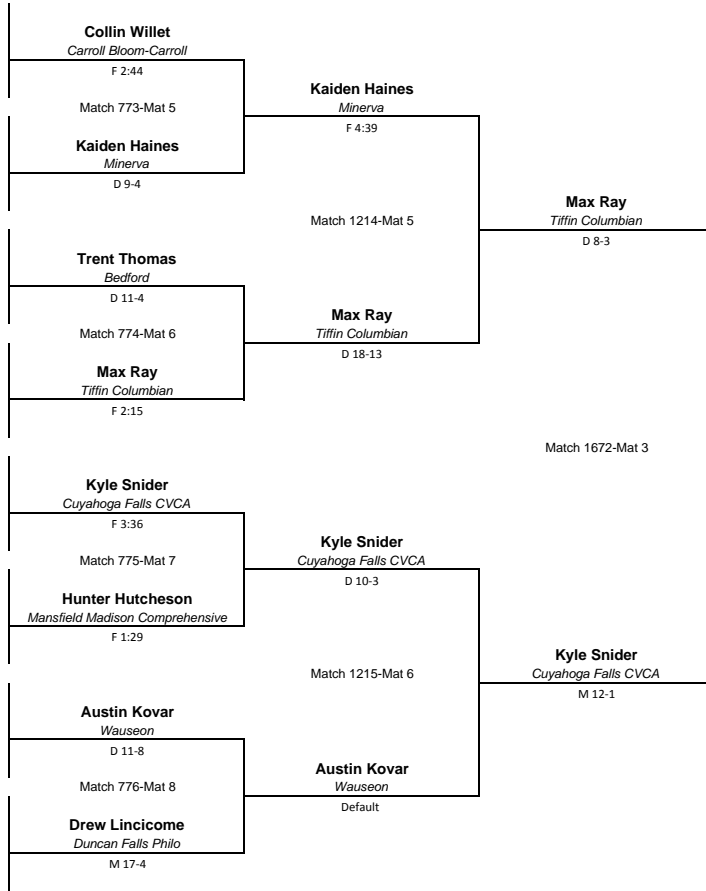 Collin Willet
Carroll Bloom-Carroll
F 2:44
Match 773-Mat 5
Kaiden Haines
Minerva
D 9-4
Kaiden Haines
Minerva
F 4:39
Trent Thomas
Bedford
D 11-4
Match 774-Mat 6
Max Ray
Tiffin Columbian
F 2:15
Max Ray
Tiffin Columbian
D 18-13
Match 1214-Mat 5
Max Ray
Tiffin Columbian
D 8-3
Kyle Snider
Cuyahoga Falls CVCA
F 3:36
Match 775-Mat 7
Hunter Hutcheson
Mansfield Madison Comprehensive
F 1:29
Kyle Snider
Cuyahoga Falls CVCA
D 10-3
Austin Kovar
Wauseon
D 11-8
Match 776-Mat 8
Drew Lincicome
Duncan Falls Philo
M 17-4
Austin Kovar
Wauseon
Default
Match 1215-Mat 6
Kyle Snider
Cuyahoga Falls CVCA
M 12-1
Match 1672-Mat 3